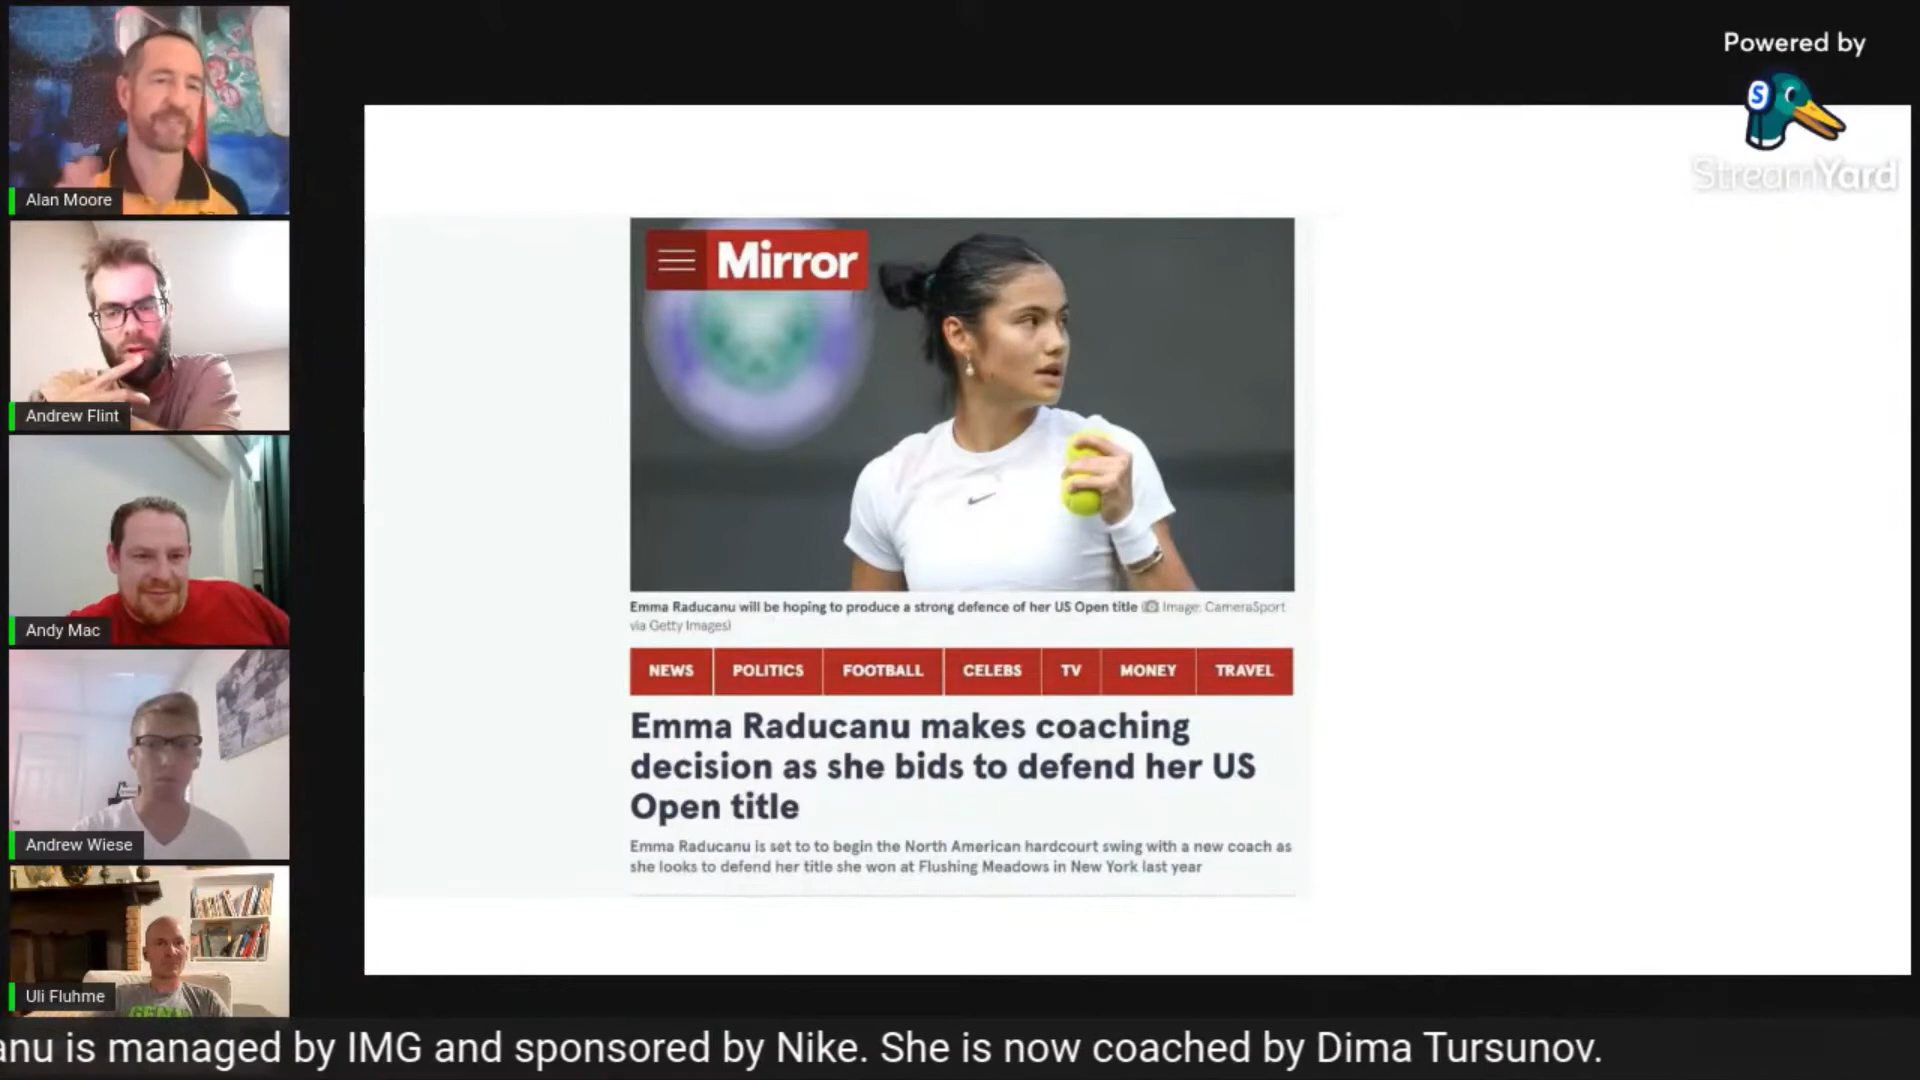 Powered by
S
StreamYard
Alan Moore
Andrew Flint
Andy Mac
Andrew Wiese
Uli Fluhme
Mirror
Emma Raducanu will be hoping to produce a strong defence of her US Open title (Image: CameraSport
via Getty Images)
NEWS POLITICS FOOTBALL CELEBS TV MONEY TRAVEL
Emma Raducanu makes coaching
decision as she bids to defend her US
Open title
Emma Raducanu is set to to begin the North American hardcourt swing with a new coach as
she looks to defend her title she won at Flushing Meadows in New York last year
anu is managed by IMG and sponsored by Nike. She is now coached by Dima Tursunov.